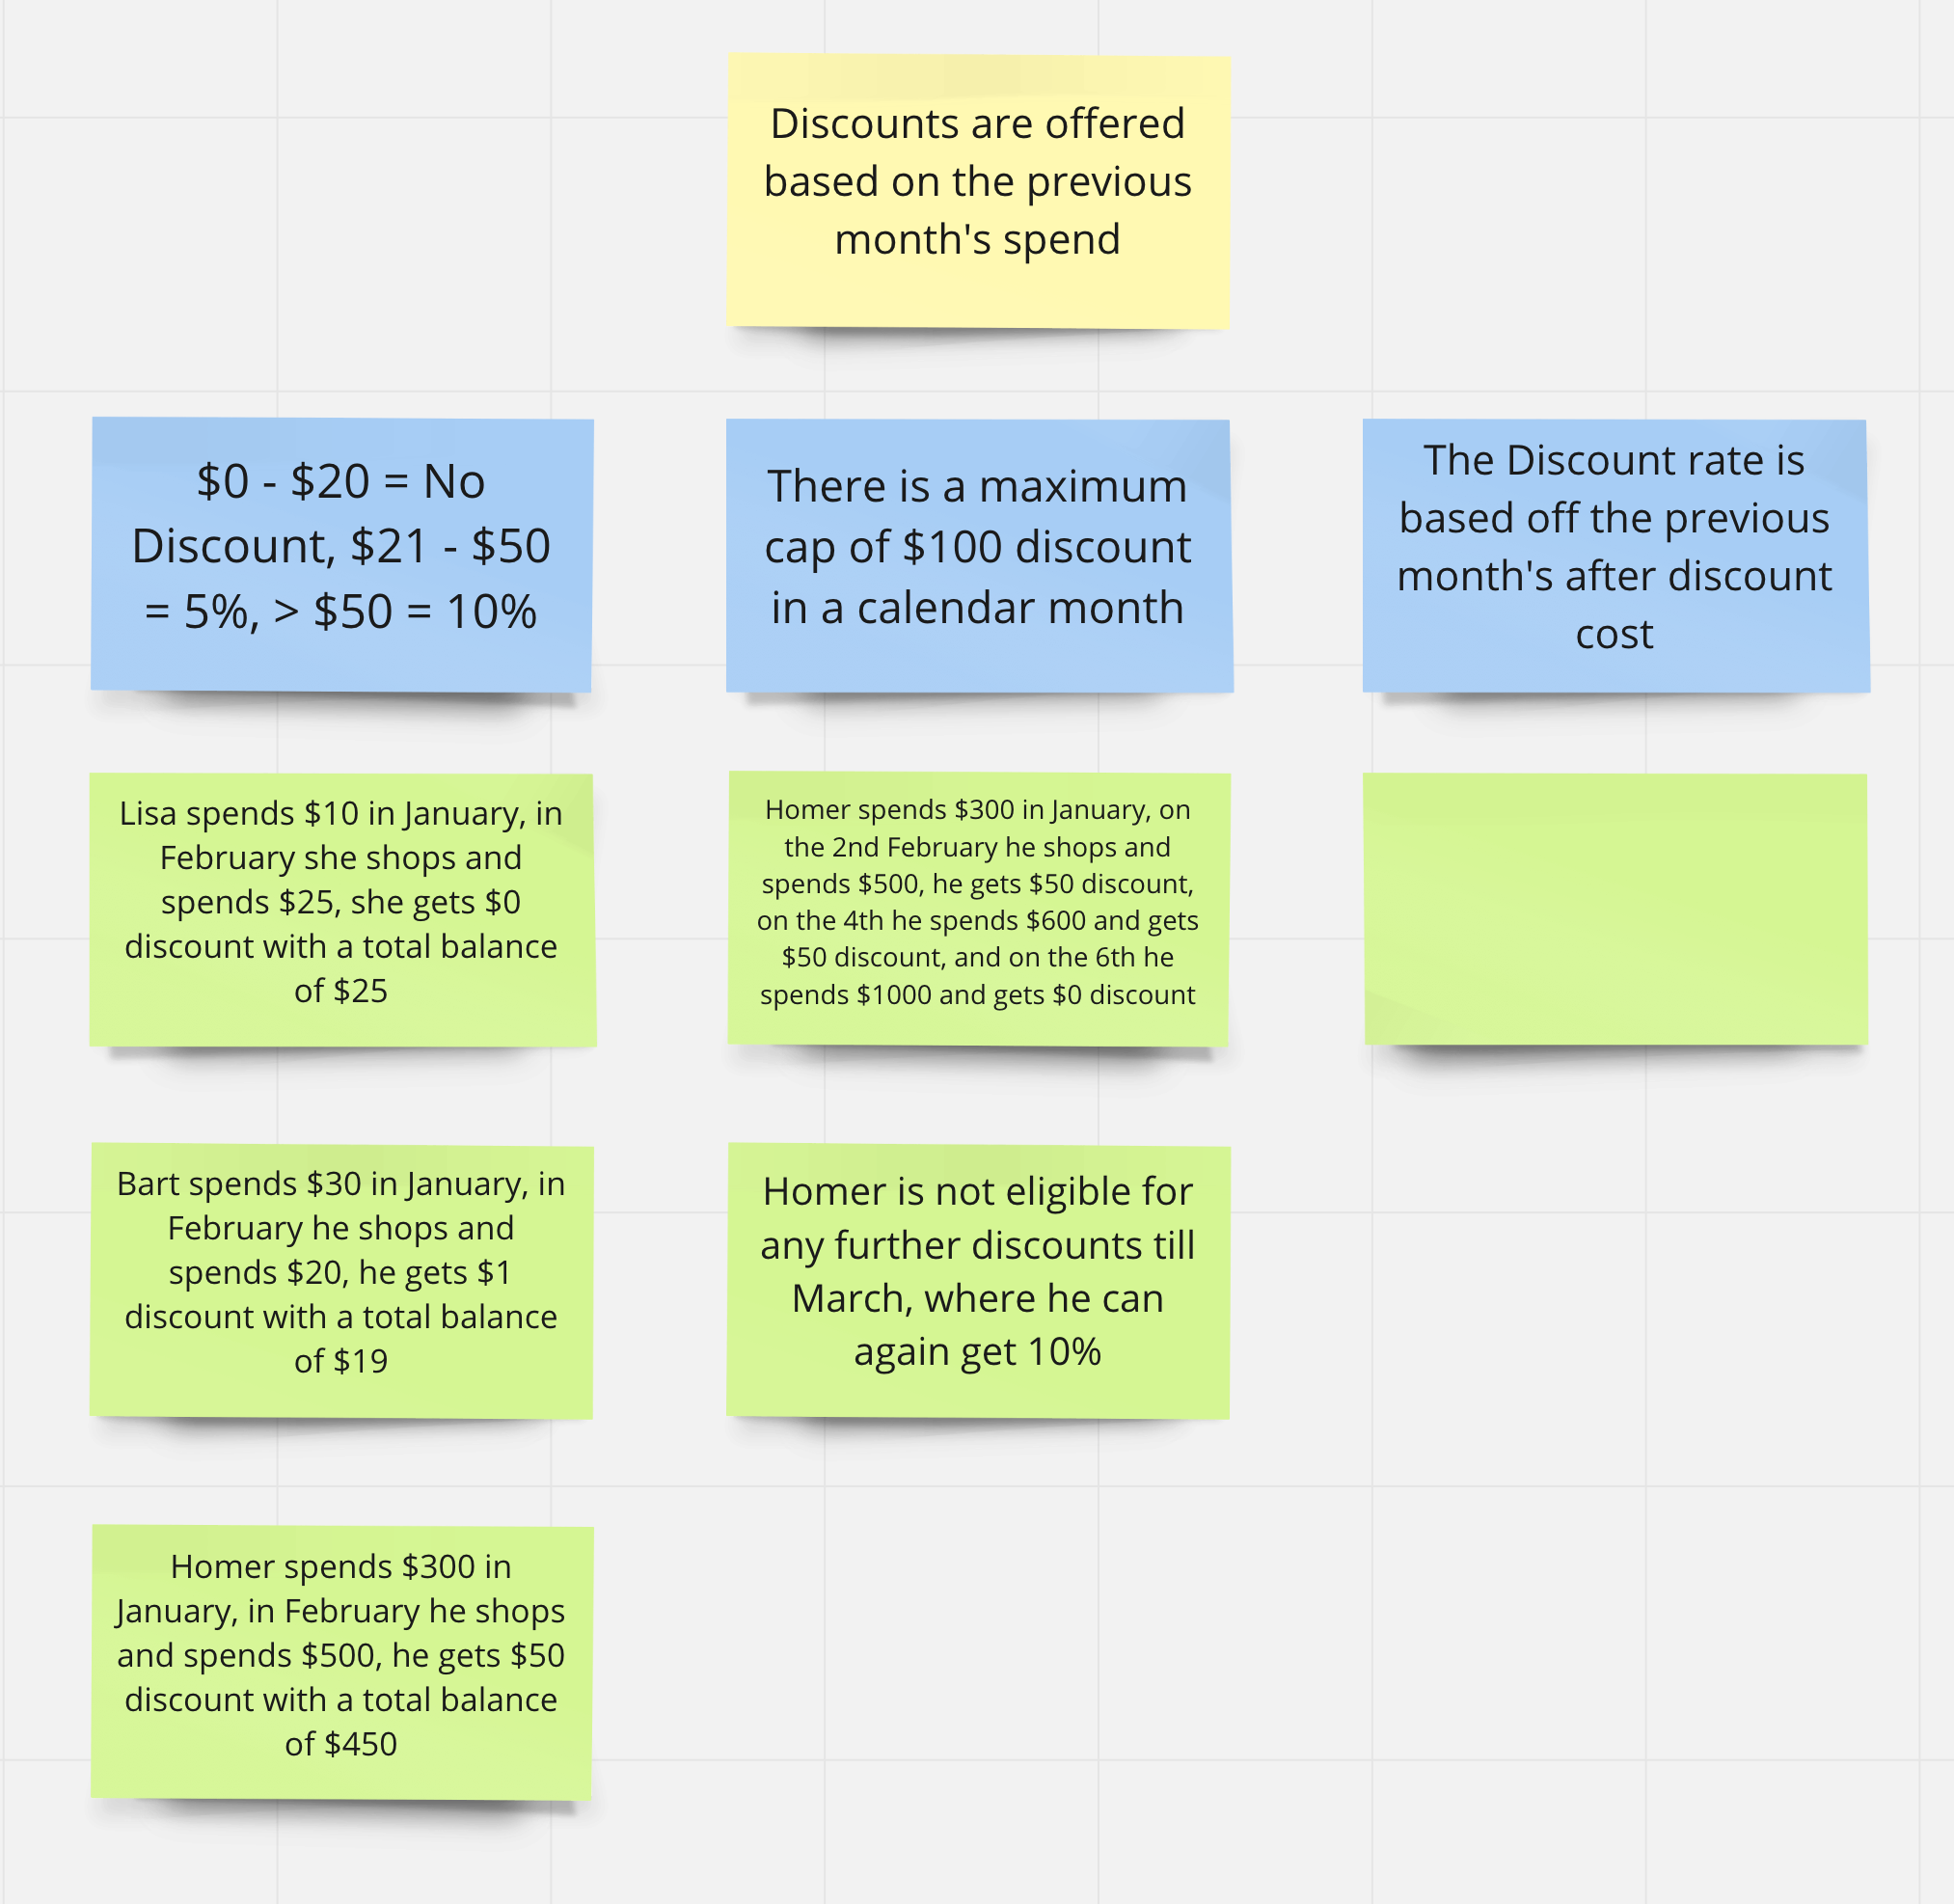 Discounts are offered
based on the previous
month's spend
$0 - $20 = No
Discount, $21 - $50
= 5%, > $50 = 10%
There is a maximum
cap of $100 discount
in a calendar month
The Discount rate is
based off the previous
month's after discount
cost
Lisa spends $10 in January, in
February she shops and
spends $25, she gets $0
discount with a total balance
of $25
Homer spends $300 in January, on
the 2nd February he shops and
spends $500, he gets $50 discount,
on the 4th he spends $600 and gets
$50 discount, and on the 6th he
spends $1000 and gets $0 discount
Bart spends $30 in January, in
February he shops and
spends $20, he gets $1
discount with a total balance
of $19
Homer is not eligible for
any further discounts till
March, where he can
again get 10%
Homer spends $300 in
January, in February he shops
and spends $500, he gets $50
discount with a total balance
of $450